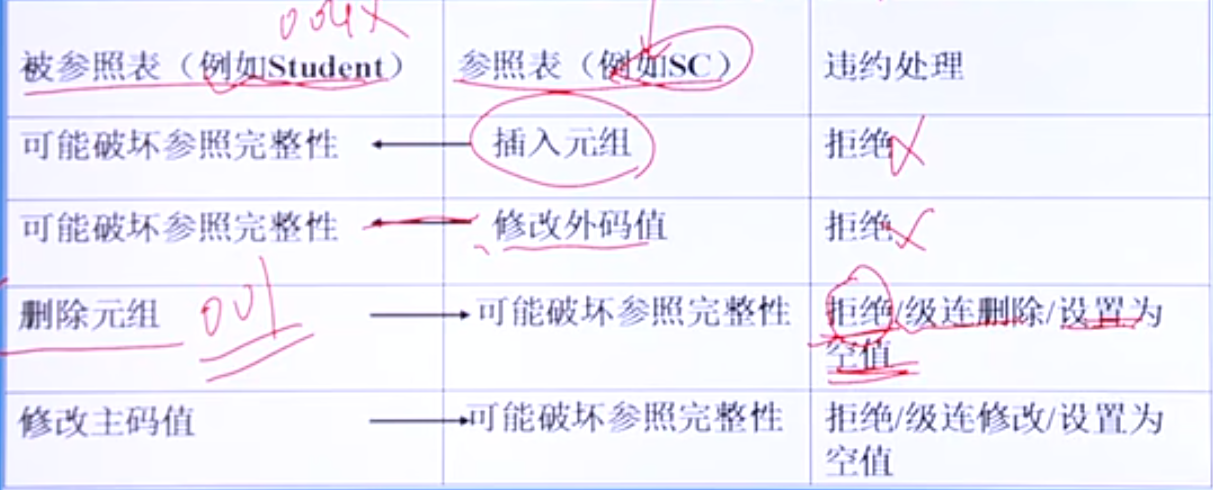 004×
被参照表（例如Student） 参照表（例如SC） 违约处理
可能破坏参照完整性 插入元组 拒绝
可能破坏参照完整性 修改外码值 拒绝
删除元组 001 可能破坏参照完整性 拒绝/级连删除/设置为
空值
修改主码值 可能破坏参照完整性 拒绝/级连修改/设置为
空值